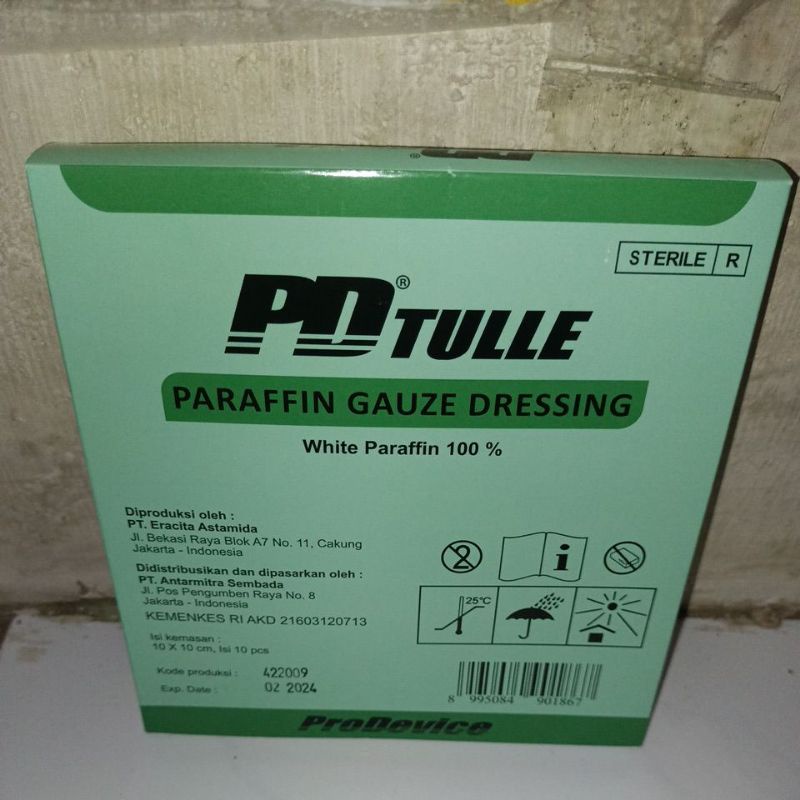 STERILE R
PD® TULLE
PARAFFIN GAUZE DRESSING
White Paraffin 100 %
Diproduksi oleh :
PT. Eracita Astamida
Jl. Bekasi Raya Blok A7 No. 11, Cakung
Jakarta - Indonesia
Didistribusikan dan dipasarkan oleh :
PT. Antarmitra Sembada
Jl. Pos Pengumben Raya No. 8
Jakarta - Indonesia
KEMENKES RI AKD 21603120713
Isi kemasan :
10 X 10 cm, Isi 10 pcs
Kode produksi : 422009
Exp. Date : 02 2024
2
i
25°C
8 995084 901867
ProDevice